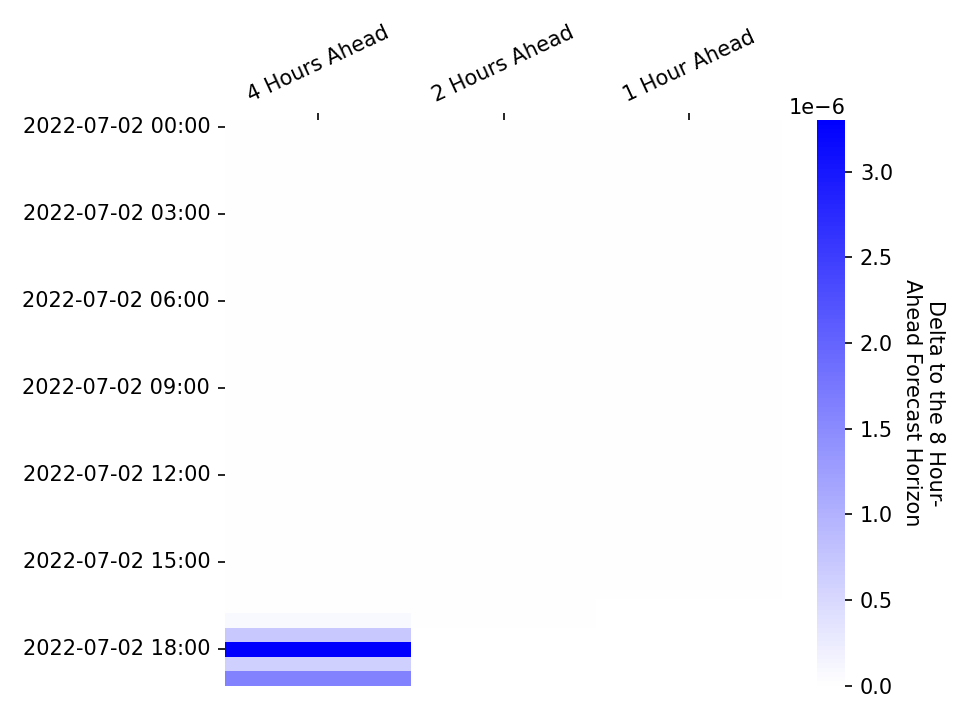 4 Hours Ahead
2 Hours Ahead
1 Hour Ahead
1e−6
2022-07-02 00:00
2022-07-02 03:00
2022-07-02 06:00
2022-07-02 09:00
2022-07-02 12:00
2022-07-02 15:00
2022-07-02 18:00
3.0
2.5
2.0
1.5
1.0
0.5
0.0
Delta to the 8 Hour-
Ahead Forecast Horizon